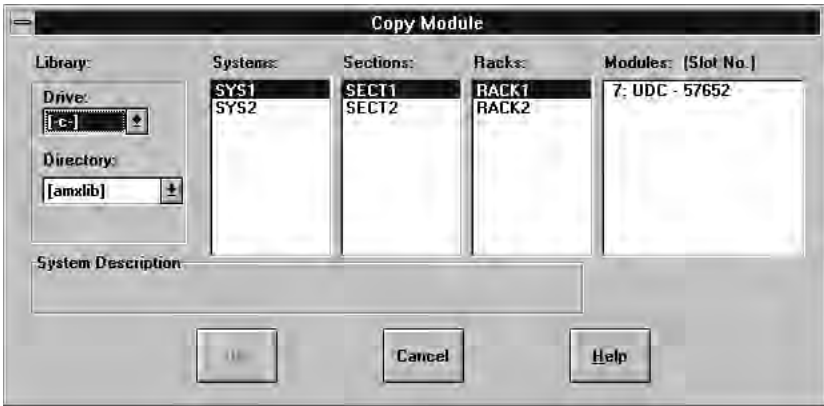 Copy Module
Library:
Drive:
[-c-]
Directory:
[amxlib]
Systems:
SYS1
SYS2
Sections:
SECT1
SECT2
Racks:
RACK1
RACK2
Modules: (Slot No.)
7: UDC - 57652
System Description
Cancel
Help